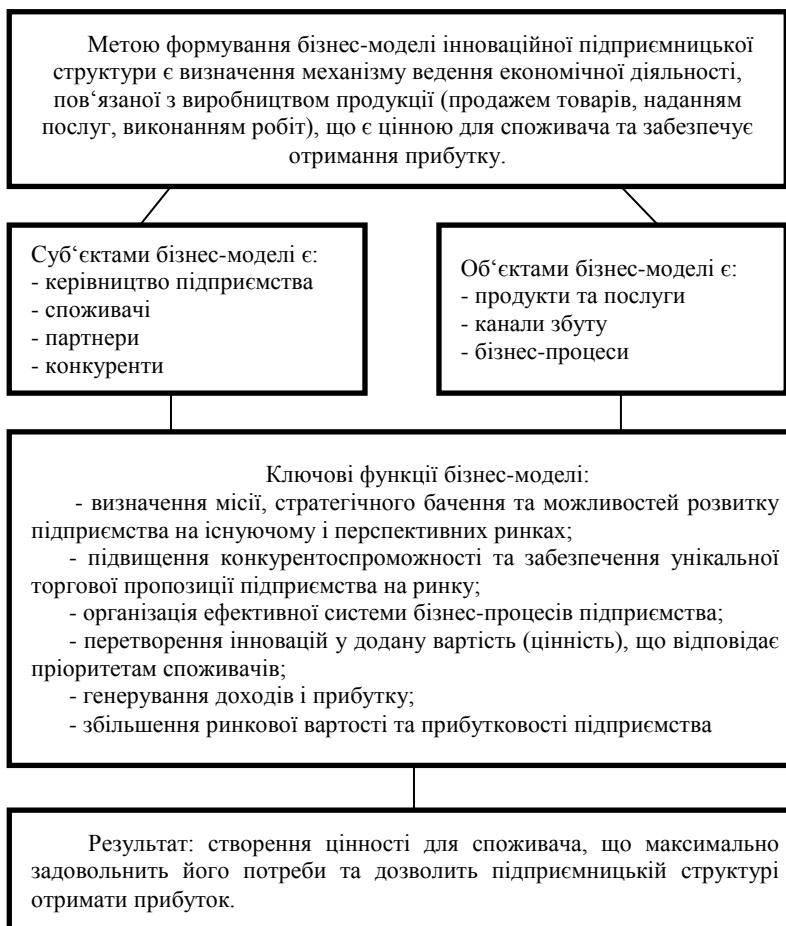 Метою формування бізнес-моделі інноваційної підприємницької
структури є визначення механізму ведення економічної діяльності,
пов‘язаної з виробництвом продукції (продажем товарів, наданням
послуг, виконанням робіт), що є цінною для споживача та забезпечує
отримання прибутку.
Суб‘єктами бізнес-моделі є:
- керівництво підприємства
- споживачі
- партнери
- конкуренти
Об‘єктами бізнес-моделі є:
- продукти та послуги
- канали збуту
- бізнес-процеси
Ключові функції бізнес-моделі:
- визначення місії, стратегічного бачення та можливостей розвитку
підприємства на існуючому і перспективних ринках;
- підвищення конкурентоспроможності та забезпечення унікальної
торгової пропозиції підприємства на ринку;
- організація ефективної системи бізнес-процесів підприємства;
- перетворення інновацій у додану вартість (цінність), що відповідає
пріоритетам споживачів;
- генерування доходів і прибутку;
- збільшення ринкової вартості та прибутковості підприємства
Результат: створення цінності для споживача, що максимально
задовольнить його потреби та дозволить підприємницькій структурі
отримати прибуток.